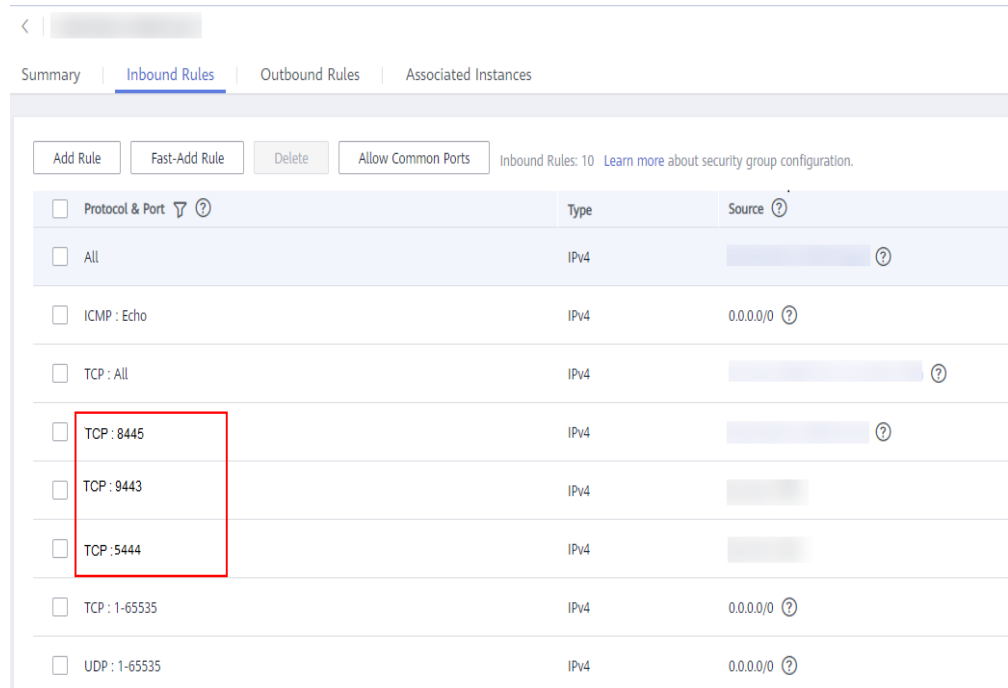 Summary Inbound Rules Outbound Rules Associated Instances
Add Rule Fast-Add Rule Delete Allow Common Ports Inbound Rules: 10 Learn more about security group configuration.
Protocol & Port Type Source
All IPv4
ICMP : Echo IPv4 0.0.0.0/0
TCP : All IPv4
TCP : 8445 IPv4
TCP : 9443 IPv4
TCP :5444 IPv4
TCP : 1-65535 IPv4 0.0.0.0/0
UDP : 1-65535 IPv4 0.0.0.0/0